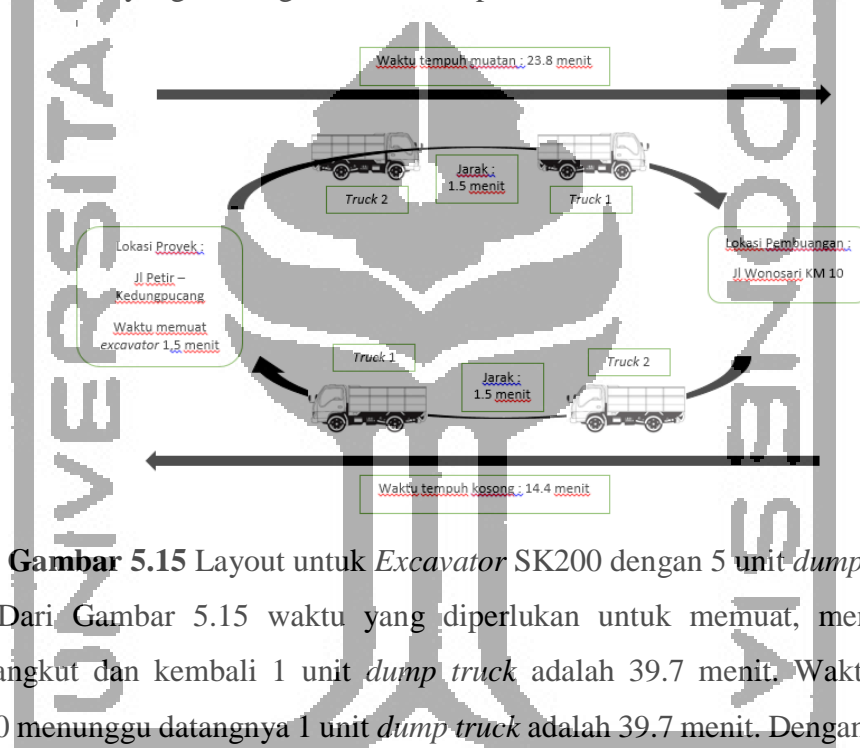 Waktu tempuh muatan : 23.8 menit
Jarak :
1.5 menit
Truck 2
Truck 1
Lokasi Proyek :
Jl Petir –
Kedungpucang
Waktu memuat
excavator 1,5 menit
Lokasi Pembuangan :
Jl Wonosari KM 10
Truck 1
Truck 2
Jarak :
1.5 menit
Waktu tempuh kosong : 14.4 menit
Gambar 5.15 Layout untuk Excavator SK200 dengan 5 unit dump
Dari Gambar 5.15 waktu yang diperlukan untuk memuat, men
angkut dan kembali 1 unit dump truck adalah 39.7 menit. Wakt
0 menunggu datangnya 1 unit dump truck adalah 39.7 menit. Dengan
UNIVERSITAS